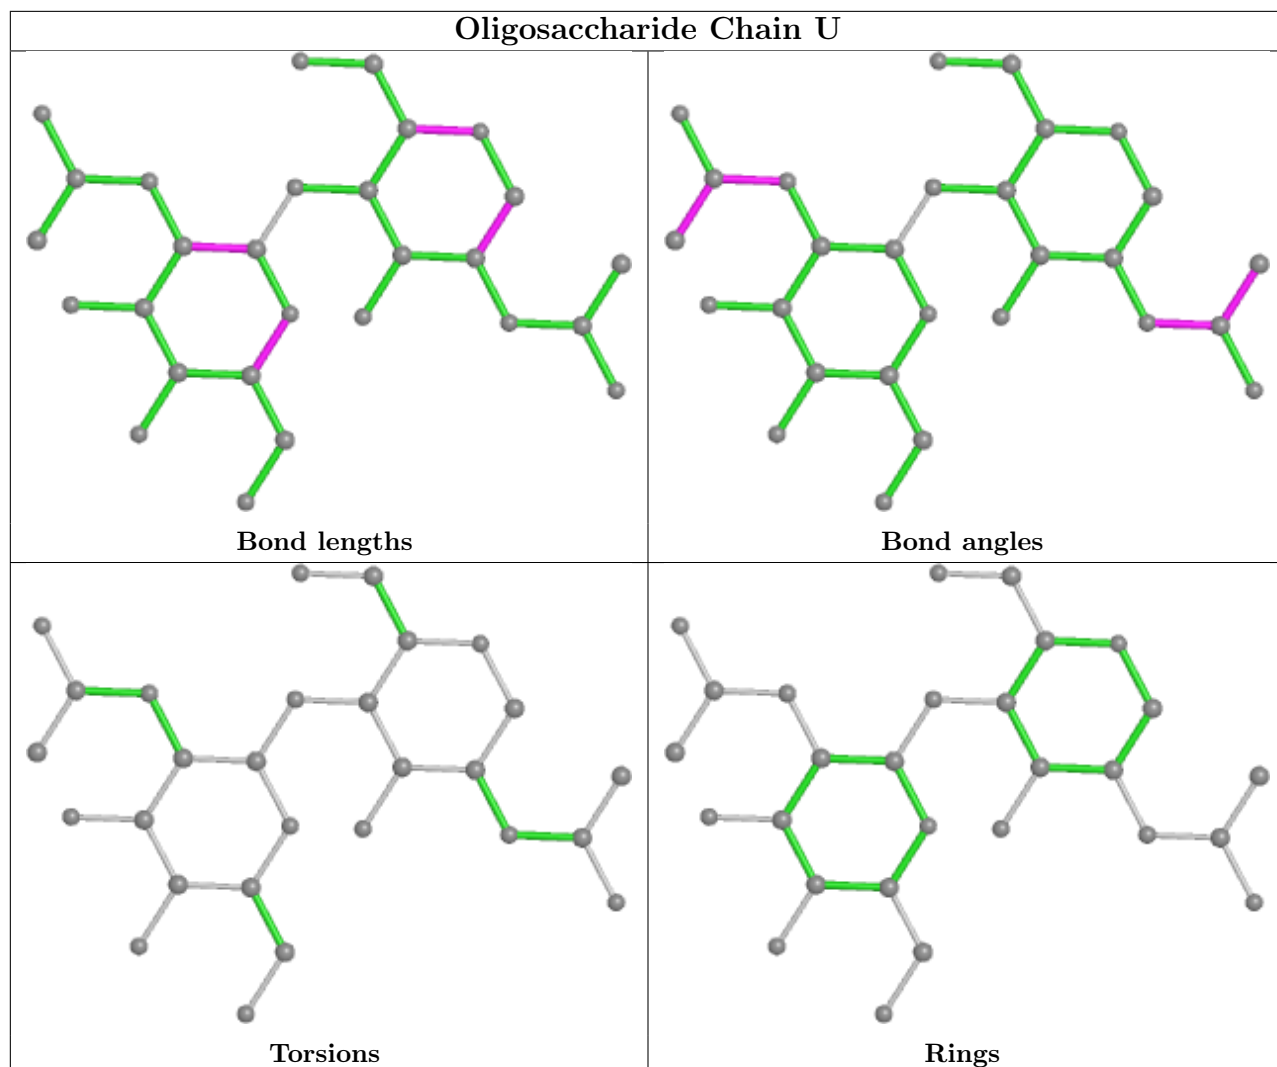 Oligosaccharide Chain U
Bond lengths
Bond angles
Torsions
Rings